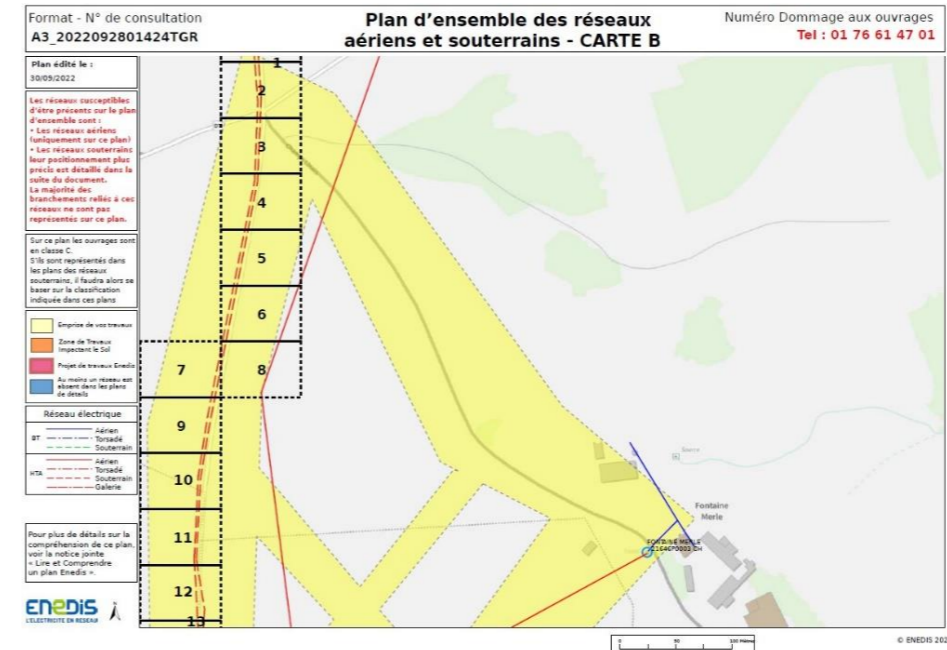 Format - N° de consultation
A3_2022092801424TGR
Plan d'ensemble des réseaux
aériens et souterrains - CARTE B
Numéro Dommage aux ouvrages
Tel : 01 76 61 47 01
Plan édité le :
30/09/2022
Les réseaux susceptibles
d'être présents sur le plan
d'ensemble sont :
• Les réseaux aériens
(uniquement sur ce plan)
• Les réseaux souterrains
leur positionnement plus
précis est détaillé dans la
suite du document.
La majorité des
branchements reliés à ces
réseaux ne sont pas
représentés sur ce plan.
Sur ce plan les ouvrages sont
en classe C.
S'ils sont représentés dans
les plans des réseaux
souterrains, il faudra alors se
baser sur la classification
indiquée dans ces plans
Emprise de vos travaux
Zone de Travaux
Impactant le Sol
Projet de travaux Enedis
Au moins un réseau est
absent dans les plans
de détails
Réseau électrique
BT
Aérien
Torsadé
Souterrain
HTA
Aérien
Torsadé
Souterrain
Galerie
Pour plus de détails sur la
compréhension de ce plan,
voir la notice jointe
« Lire et Comprendre
un plan Enedis ».
ENEDIS
L'ELECTRICITE EN RESEAU
1
2
3
4
5
6
7
8
9
10
11
12
13
Fontaine
Merle
FONTAINE MERLE
0
50
100 Mètres
© ENEDIS 202